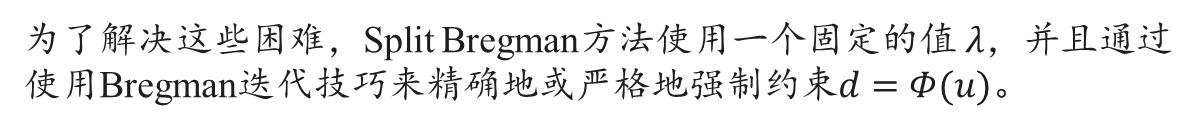 为了解决这些困难，Split Bregman方法使用一个固定的值 λ，并且通过
使用Bregman迭代技巧来精确地或严格地强制约束d = Φ(u)。